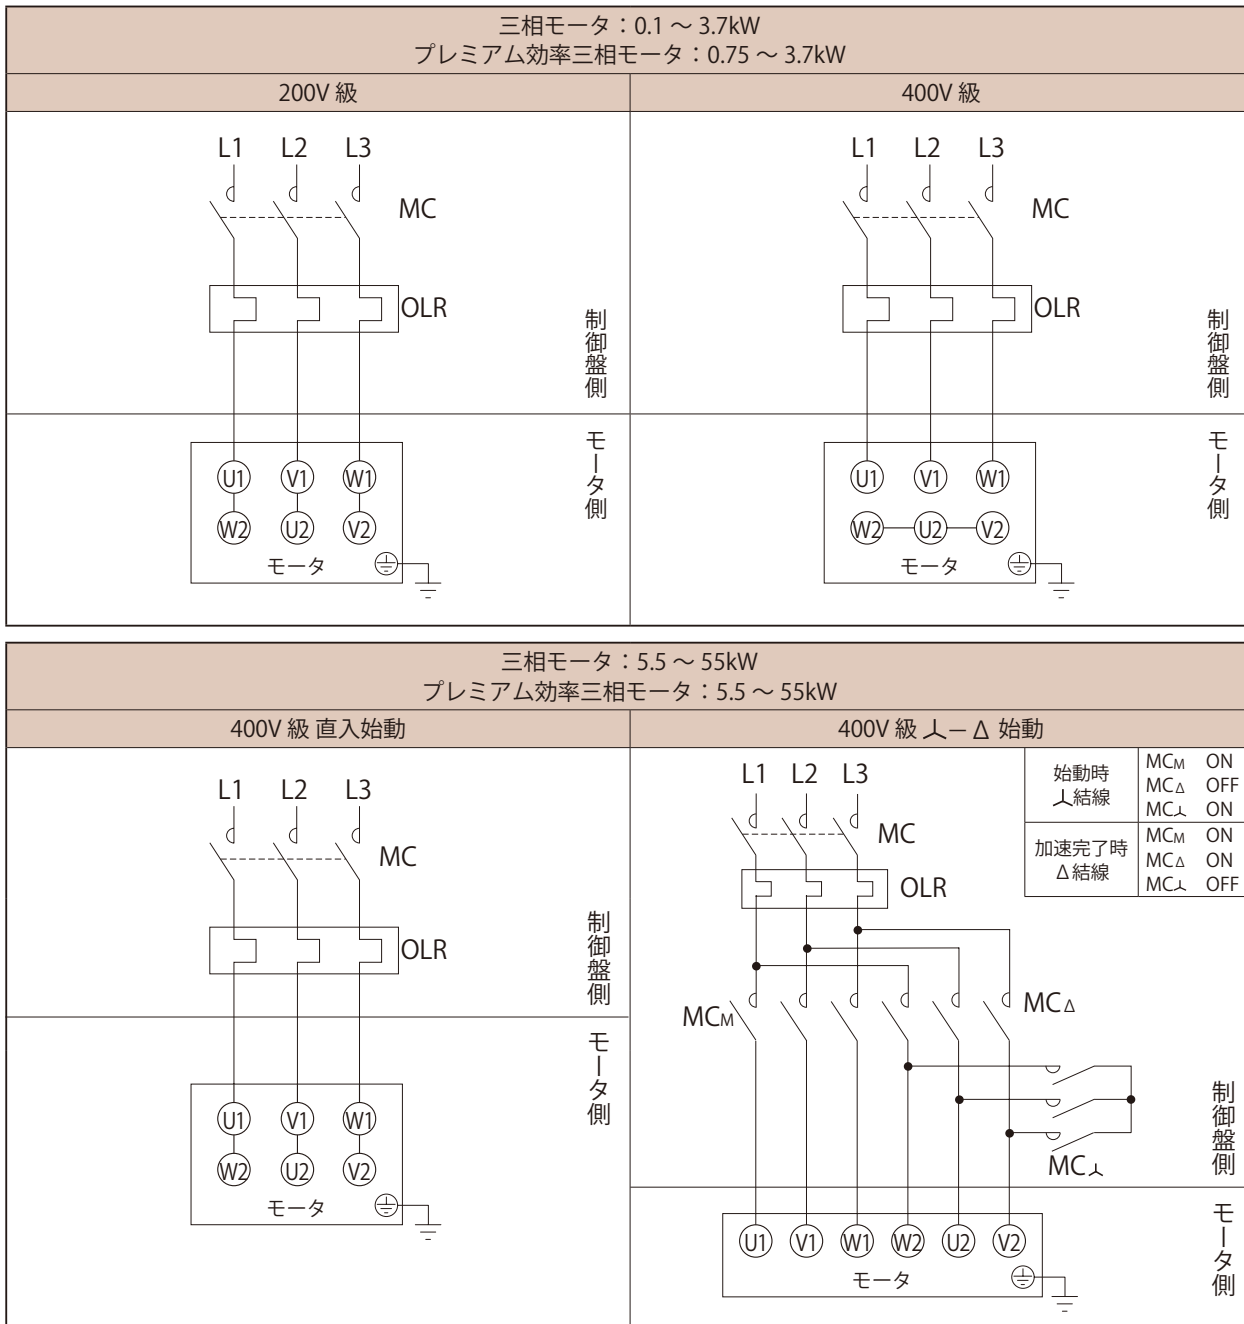 三相モータ：0.1 ～ 3.7kW
プレミアム効率三相モータ：0.75 ～ 3.7kW
200V 級
400V 級
L1 L2 L3
MC
OLR
制御盤側
モータ側
U1 V1 W1
W2 U2 V2
モータ
L1 L2 L3
MC
OLR
制御盤側
モータ側
U1 V1 W1
W2 U2 V2
モータ
三相モータ：5.5 ～ 55kW
プレミアム効率三相モータ：5.5 ～ 55kW
400V 級 直入始動
400V 級 人－Δ 始動
L1 L2 L3
MC
OLR
制御盤側
モータ側
U1 V1 W1
W2 U2 V2
モータ
L1 L2 L3
MC
OLR
始動時
人結線
MCM ON
MCΔ OFF
MC人 ON
加速完了時
Δ結線
MCM ON
MCΔ ON
MC人 OFF
MCM
MCΔ
MC人
制御盤側
モータ側
U1 V1 W1 W2 U2 V2
モータ